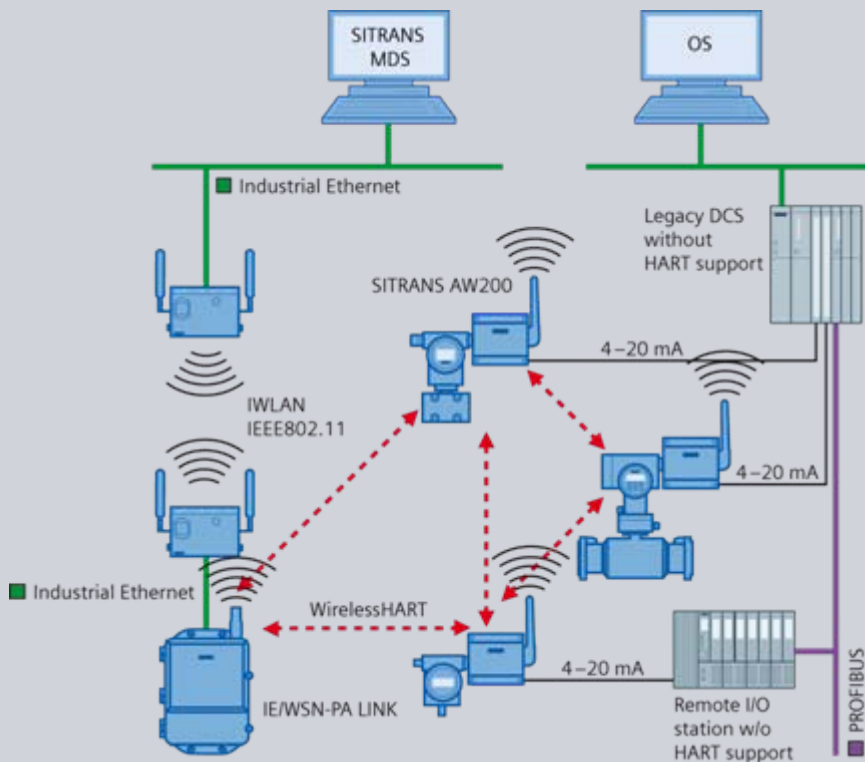 SITRANS
MDS
OS
Industrial Ethernet
Legacy DCS
without
HART support
SITRANS AW200
4–20 mA
IWLAN
IEEE802.11
4–20 mA
Industrial Ethernet
WirelessHART
4–20 mA
IE/WSN-PA LINK
Remote I/O
station w/o
HART support
PROFIBUS